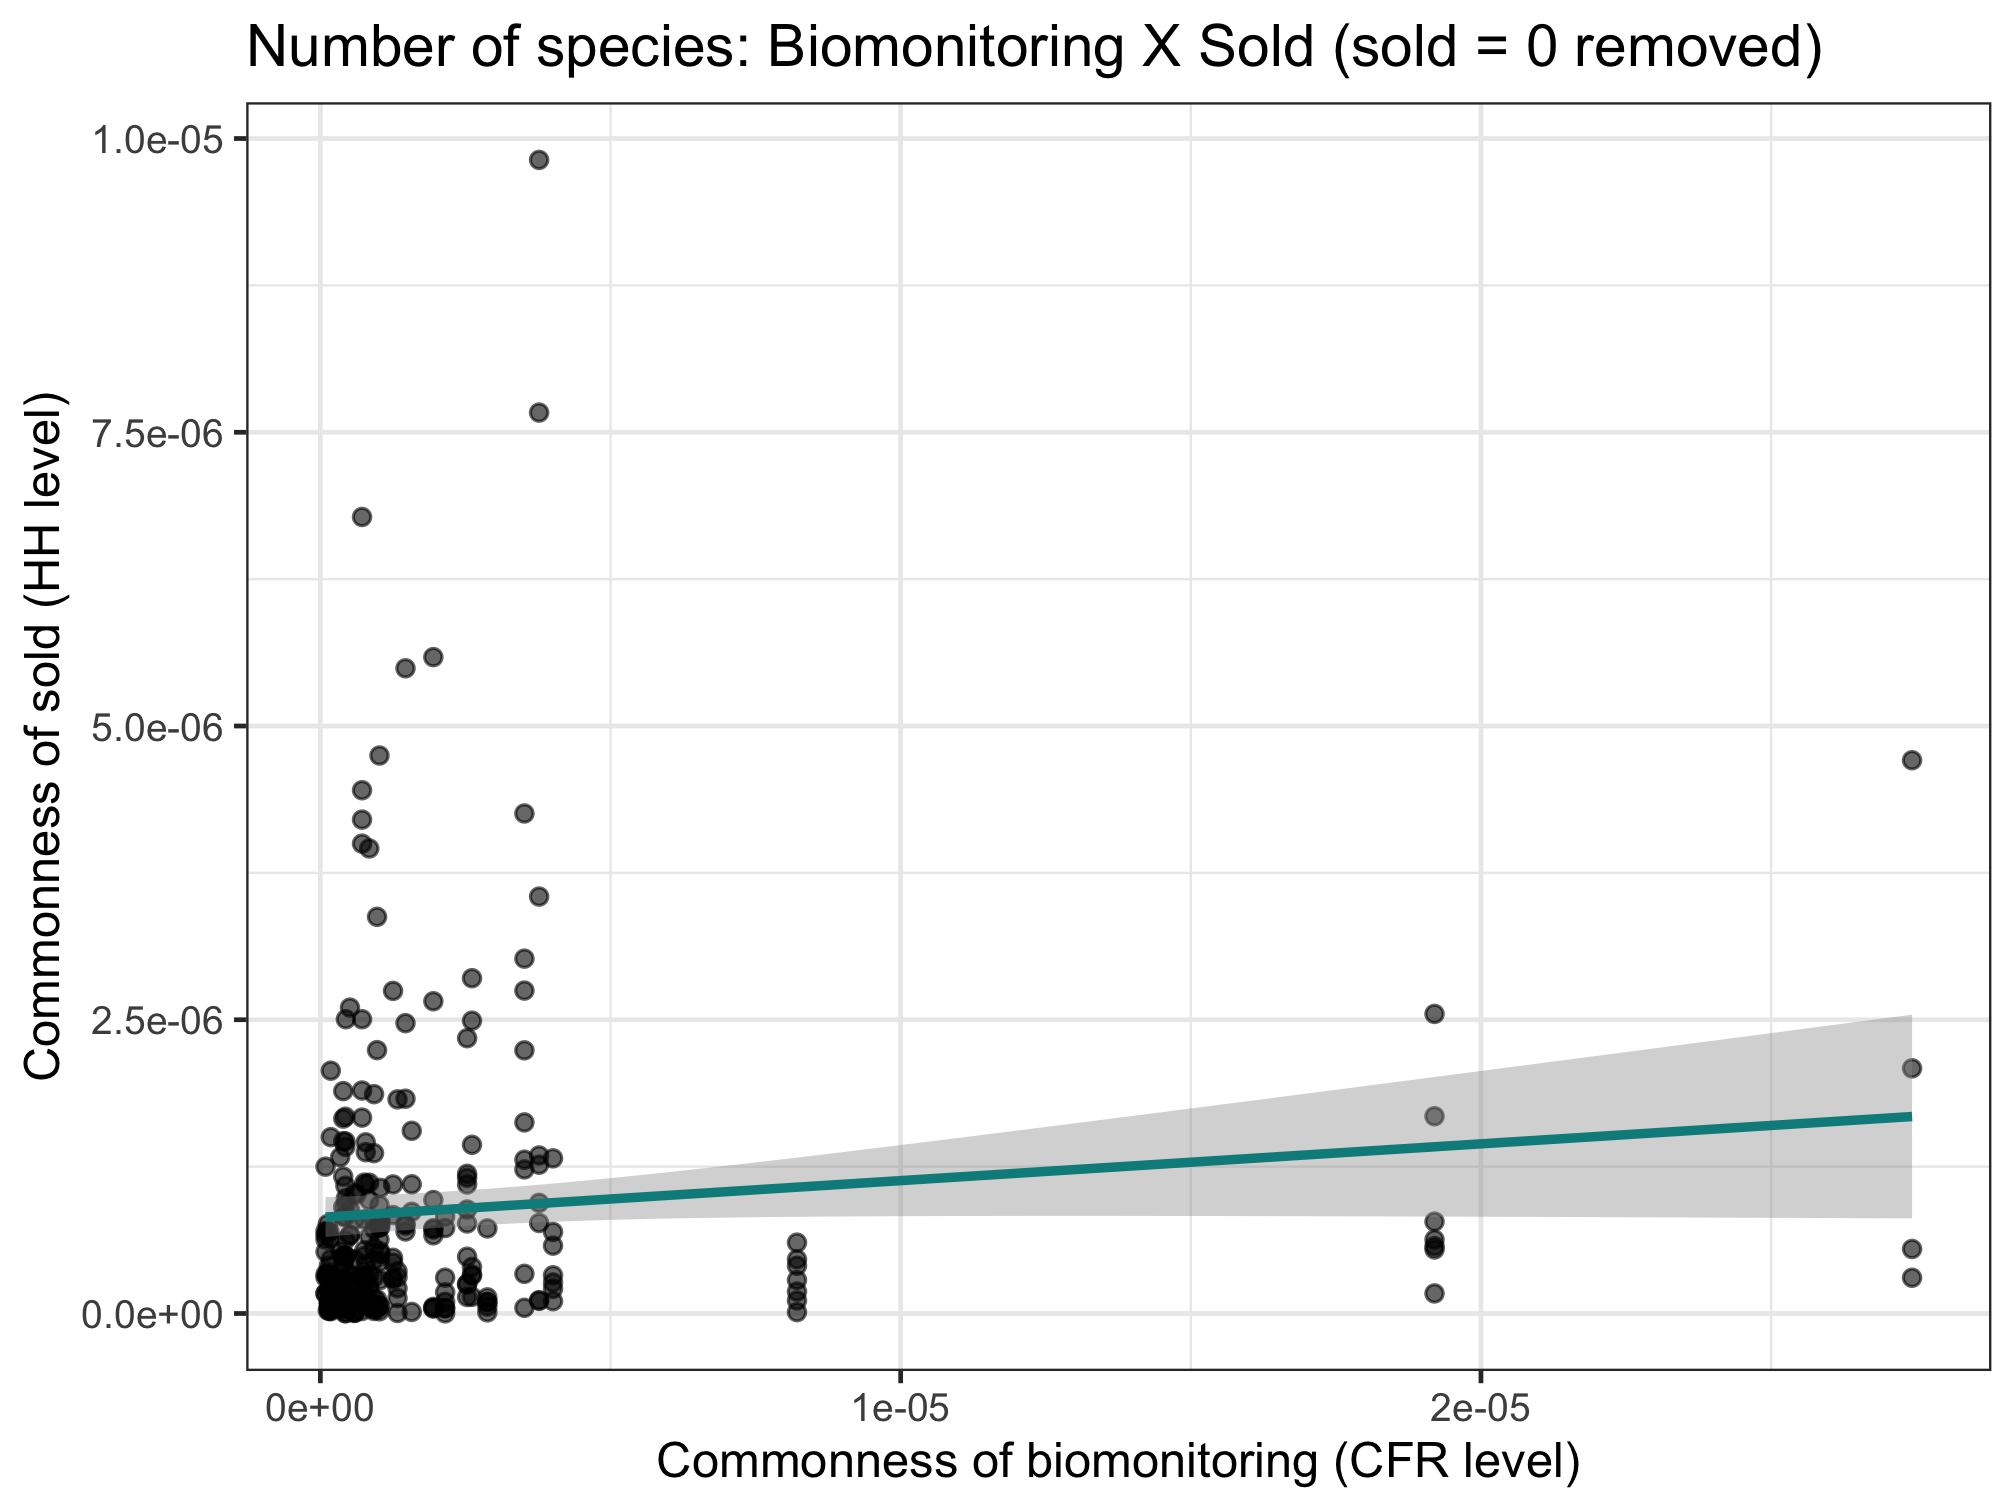 Number of species: Biomonitoring X Sold (sold = 0 removed)
Commonness of sold (HH level)
1.0e-05
7.5e-06
5.0e-06
2.5e-06
0.0e+00
0e+00 1e-05 2e-05
Commonness of biomonitoring (CFR level)